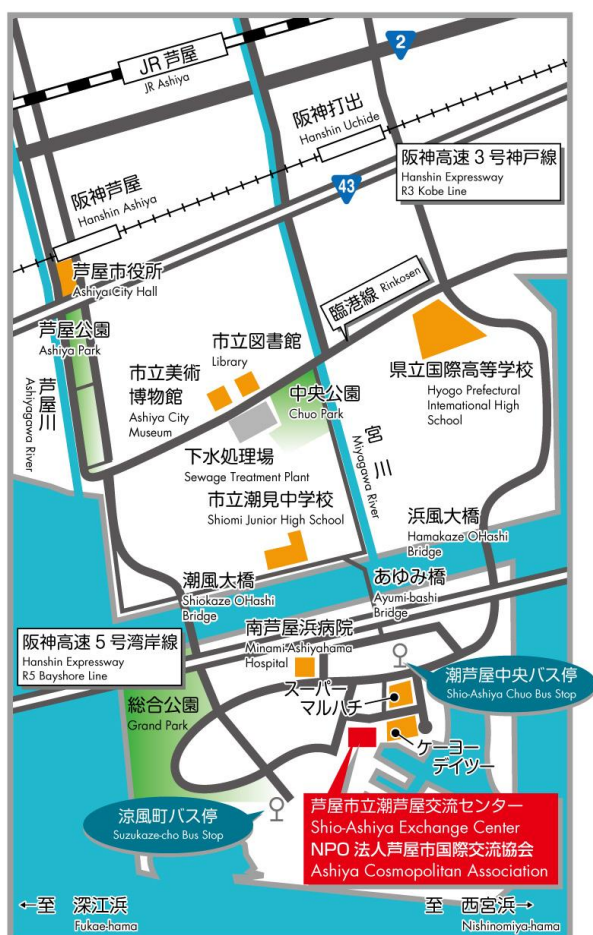 2
JR 芦屋
JR Ashiya
阪神打出
Hanshin Uchide
阪神高速 3 号神戸線
Hanshin Expressway
R3 Kobe Line
阪神芦屋
Hanshin Ashiya
43
芦屋市役所
Ashiya City Hall
臨港線 Rinkosen
芦屋公園
Ashiya Park
市立図書館
Library
市立美術
博物館
Ashiya City
Museum
県立国際高等学校
Hyogo Prefectural
International High
School
芦屋川
Ashiyagawa River
中央公園
Chuo Park
下水処理場
Sewage Treatment Plant
宮川
Miyagawa River
市立潮見中学校
Shiomi Junior High School
浜風大橋
Hamakaze OHashi
Bridge
潮風大橋
Shiokaze OHashi
Bridge
あゆみ橋
Ayumi-bashi
Bridge
阪神高速 5 号湾岸線
Hanshin Expressway
R5 Bayshore Line
南芦屋浜病院
Minami-Ashiyahama
Hospital
潮芦屋中央バス停
Shio-Ashiya Chuo Bus Stop
総合公園
Grand Park
スーパー
マルハチ
ケーヨー
デイツー
涼風町バス停
Suzukaze-cho Bus Stop
芦屋市立潮芦屋交流センター
Shio-Ashiya Exchange Center
NPO 法人芦屋市国際交流協会
Ashiya Cosmopolitan Association
←至 深江浜
Fukae-hama
至 西宮浜→
Nishinomiya-hama